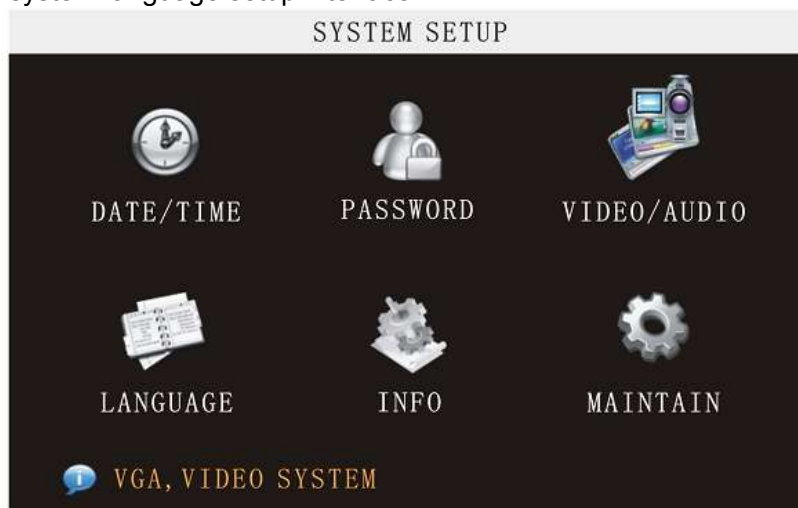 SYSTEM SETUP
DATE/TIME PASSWORD VIDEO/AUDIO
LANGUAGE INFO MAINTAIN
VGA, VIDEO SYSTEM